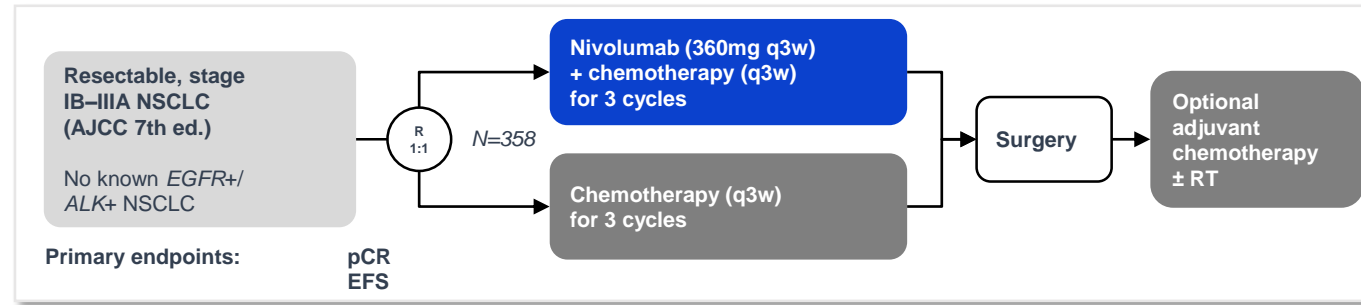 Resectable, stage
IB–IIIA NSCLC
(AJCC 7th ed.)
No known EGFR+/
ALK+ NSCLC
R
1:1
N=358
Nivolumab (360mg q3w)
+ chemotherapy (q3w)
for 3 cycles
Chemotherapy (q3w)
for 3 cycles
Surgery
Optional
adjuvant
chemotherapy
± RT
Primary endpoints:
pCR
EFS